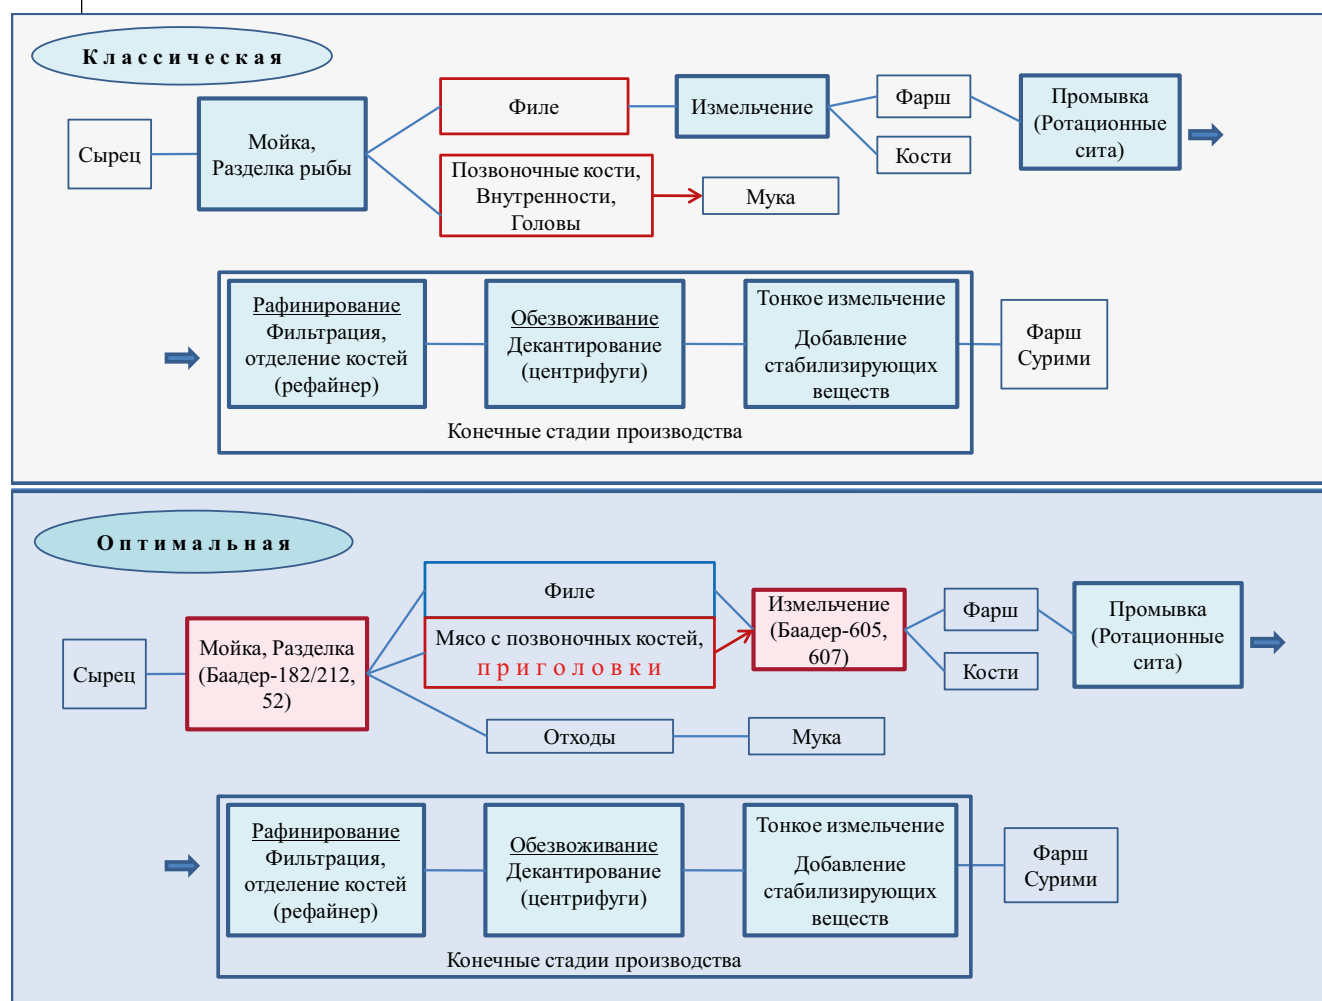 К л а с с и ч е с к а я
Сырец
Мойка,
Разделка рыбы
Филе
Позвоночные кости,
Внутренности,
Головы
Мука
Измельчение
Фарш
Кости
Промывка
(Ротационные
сита)
Рафинирование
Фильтрация,
отделение костей
(рефайнер)
Обезвоживание
Декантирование
(центрифуги)
Тонкое измельчение
Добавление
стабилизирующих
веществ
Конечные стадии производства
Фарш
Сурими
О п т и м а л ь н а я
Сырец
Мойка, Разделка
(Баадер-182/212,
52)
Филе
Мясо с позвоночных костей,
п р и г о л о в к и
Отходы
Мука
Измельчение
(Баадер-605,
607)
Фарш
Кости
Промывка
(Ротационные
сита)
Рафинирование
Фильтрация,
отделение костей
(рефайнер)
Обезвоживание
Декантирование
(центрифуги)
Тонкое измельчение
Добавление
стабилизирующих
веществ
Конечные стадии производства
Фарш
Сурими